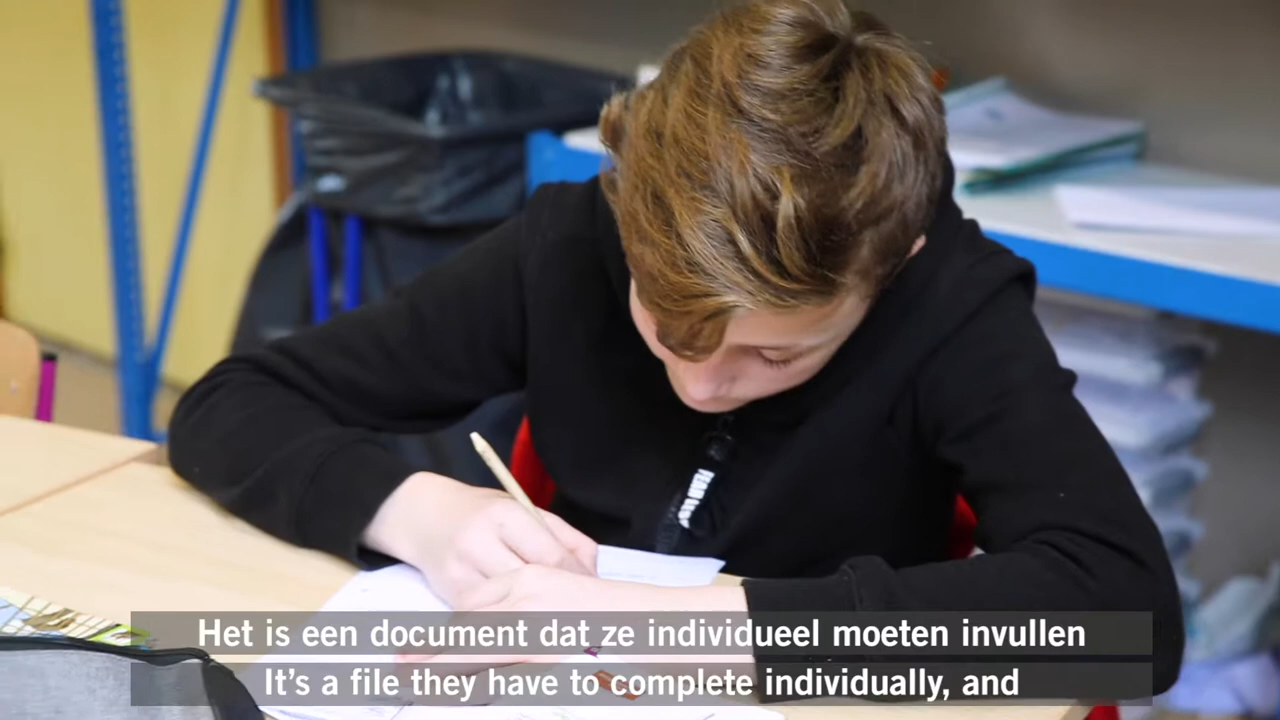 Het is een document dat ze individueel moeten invullen
It's a file they have to complete individually, and